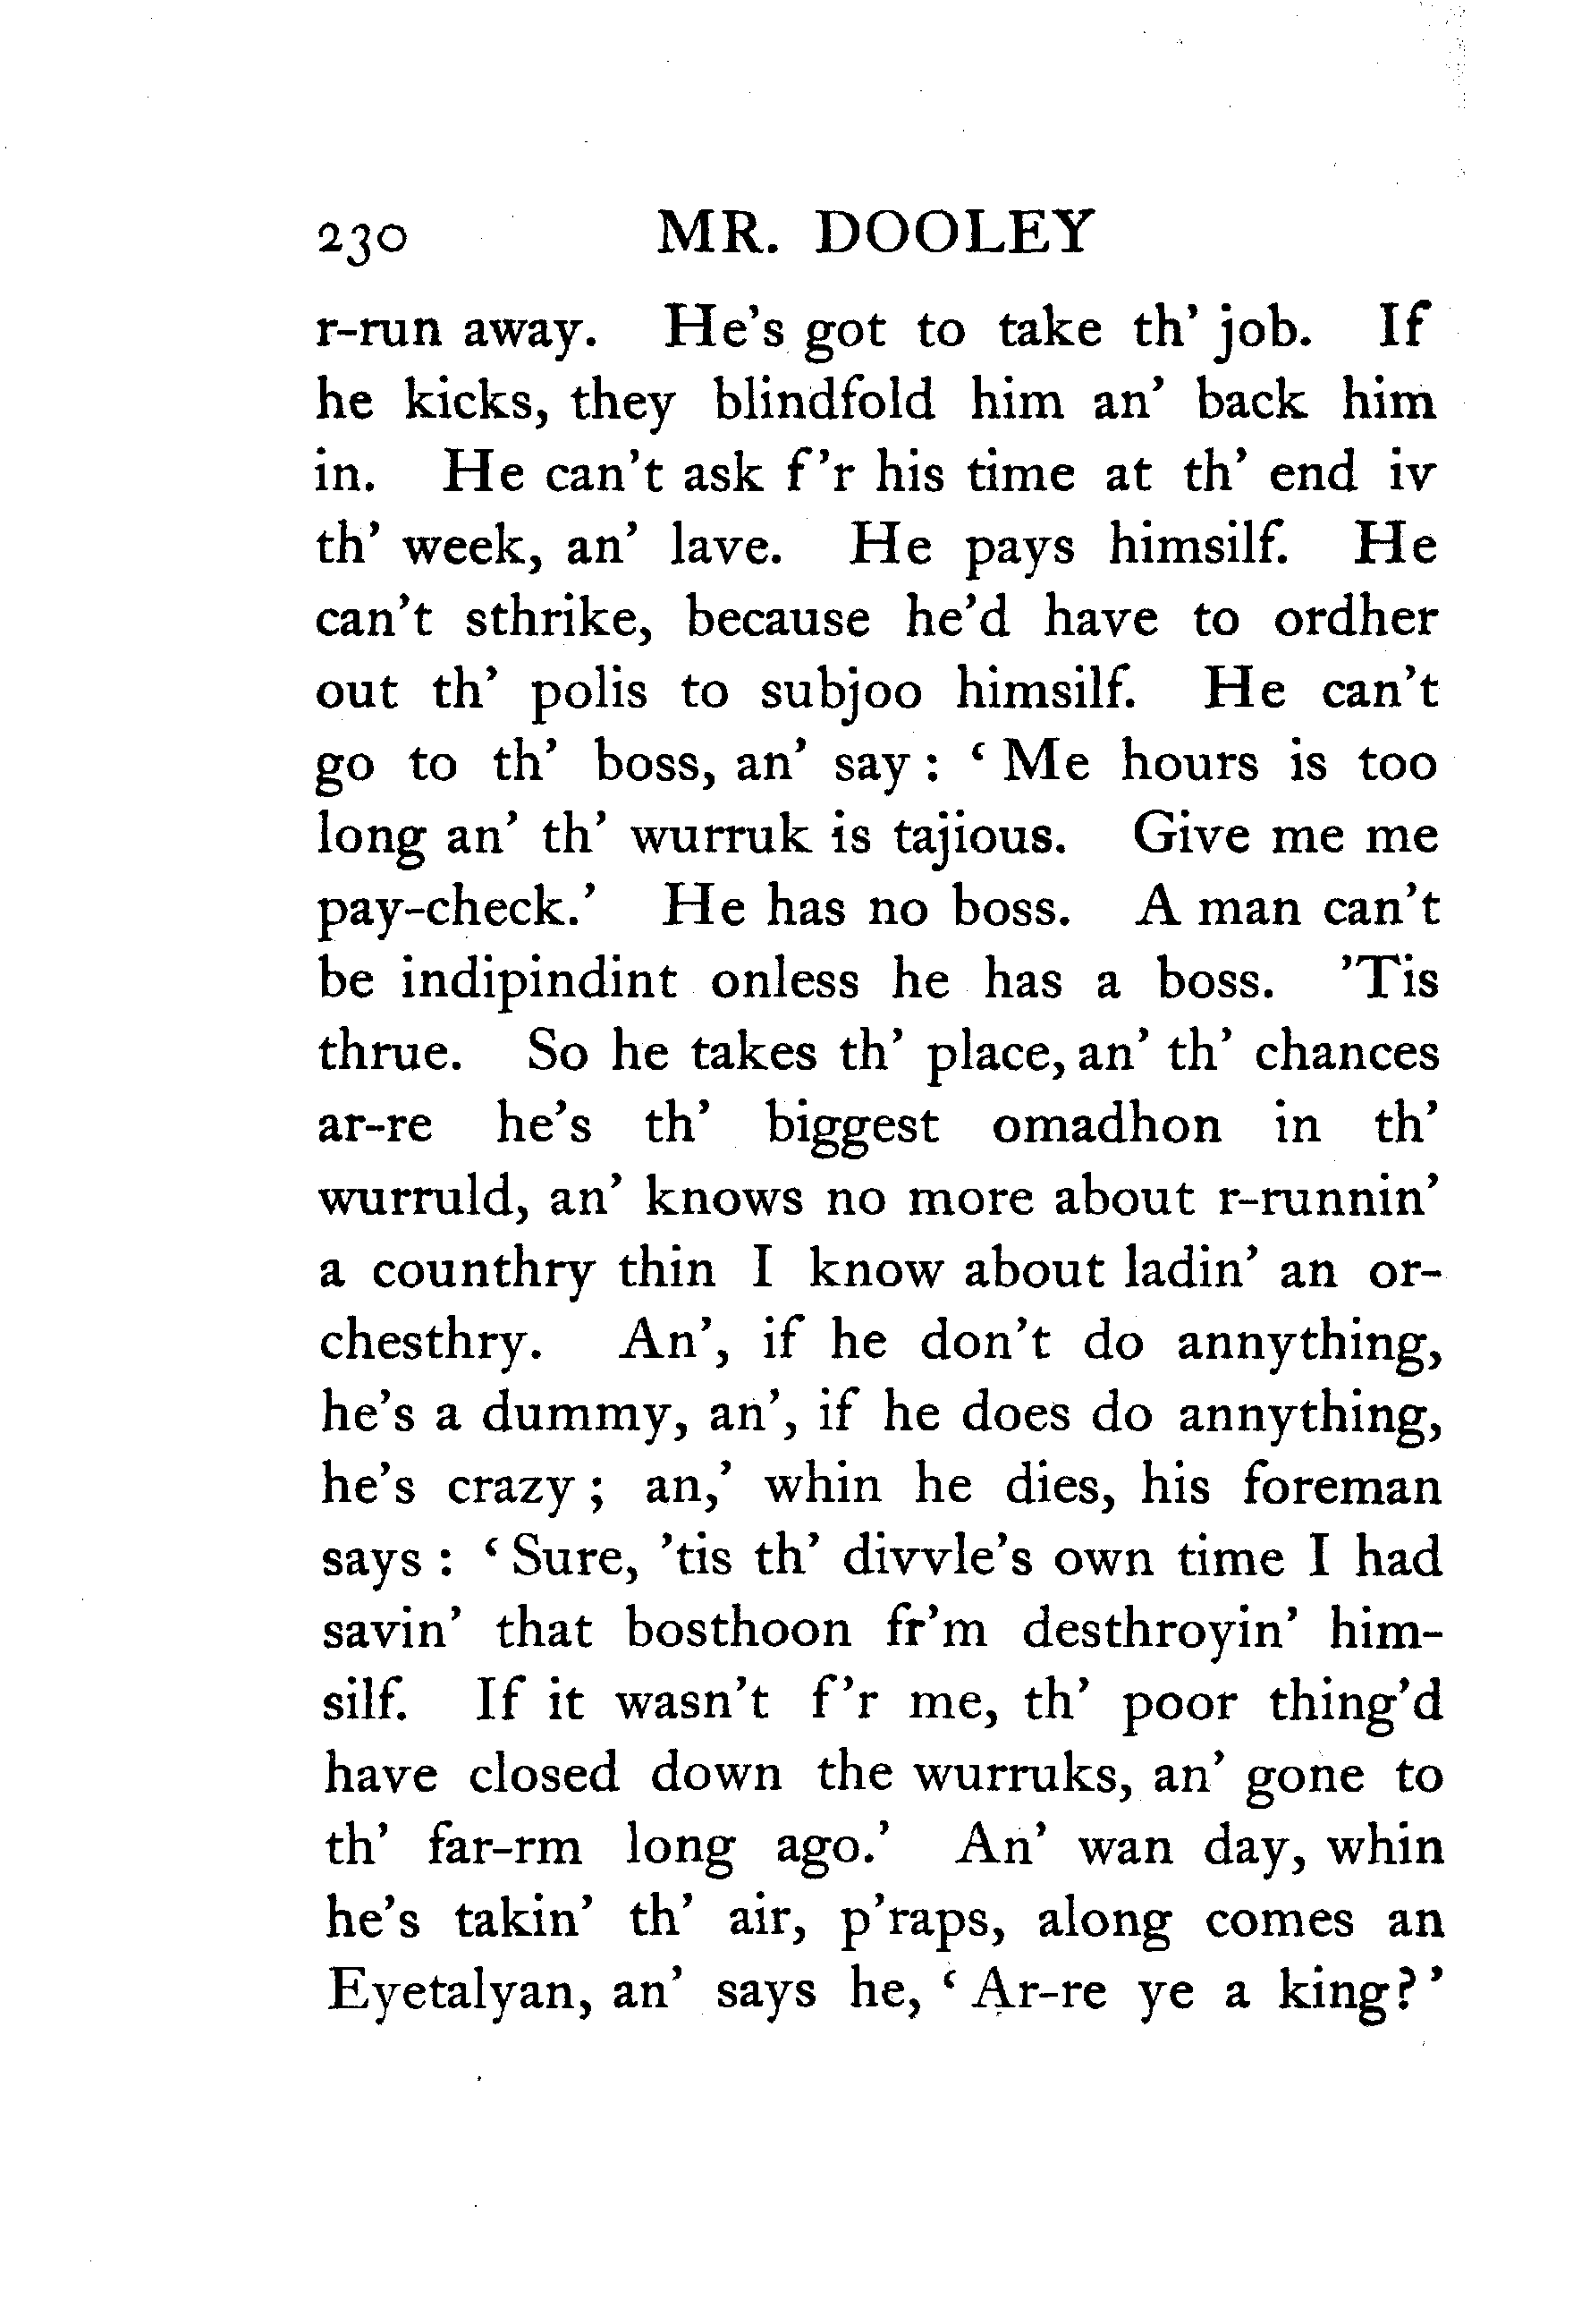 230 MR. DOOLEY
r-run away. He's got to take th' job. If
he kicks, they blindfold him an' back him
in. He can't ask f'r his time at th' end iv
th' week, an' lave. He pays himsilf. He
can't sthrike, because he'd have to ordher
out th' polis to subjoo himsilf. He can't
go to th' boss, an' say : ‘ Me hours is too
long an' th' wurruk is tajious. Give me me
pay-check.’ He has no boss. A man can't
be indipindint onless he has a boss. 'Tis
thrue. So he takes th' place, an' th' chances
ar-re he's th' biggest omadhon in th'
wurruld, an' knows no more about r-runnin'
a counthry thin I know about ladin' an or-
chesthry. An', if he don't do annything,
he's a dummy, an', if he does do annything,
he's crazy ; an,' whin he dies, his foreman
says : ‘ Sure, 'tis th' divvle's own time I had
savin' that bosthoon fr'm desthroyin' him-
silf. If it wasn't f'r me, th' poor thing'd
have closed down the wurruks, an' gone to
th' far-rm long ago.’ An' wan day, whin
he's takin' th' air, p'raps, along comes an
Eyetalyan, an' says he, ‘ Ar-re ye a king? ’